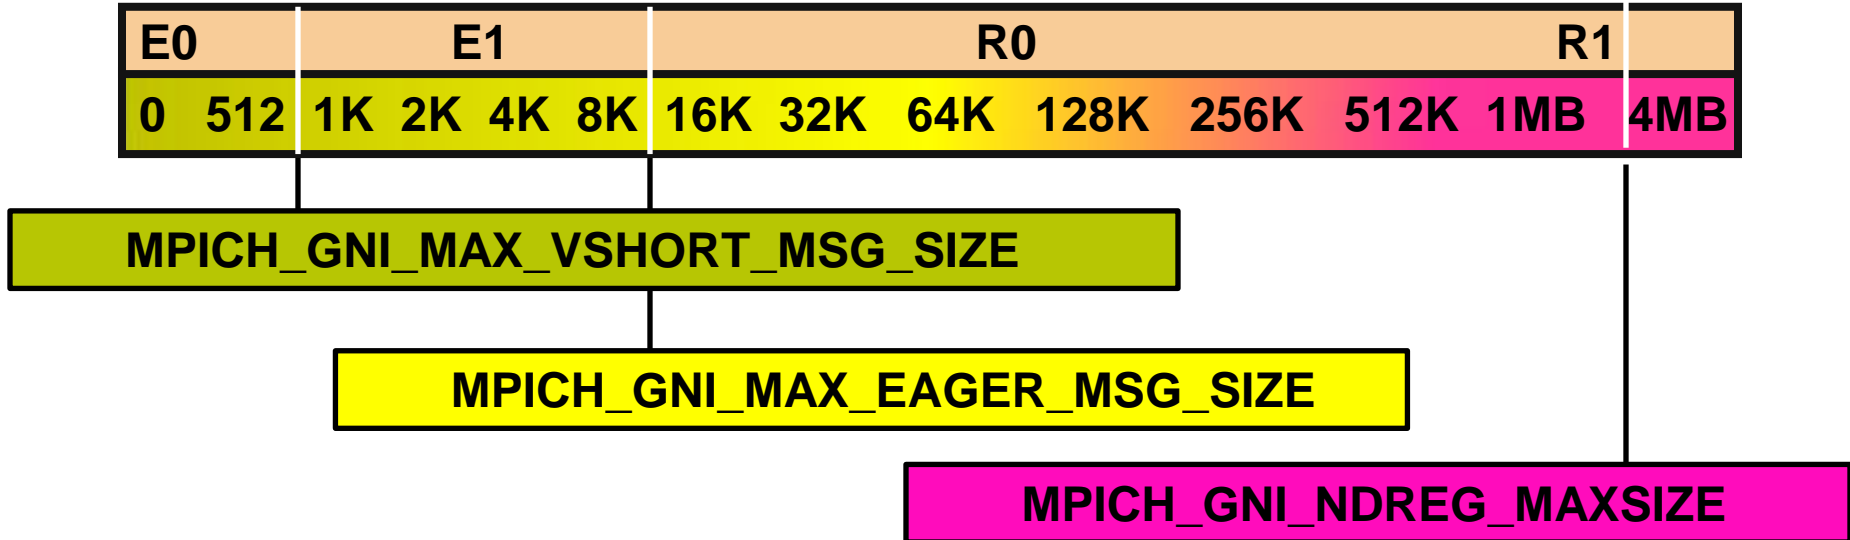 E0 E1 R0 R1
0 512 1K 2K 4K 8K 16K 32K 64K 128K 256K 512K 1MB 4MB
MPICH_GNI_MAX_VSHORT_MSG_SIZE
MPICH_GNI_MAX_EAGER_MSG_SIZE
MPICH_GNI_NDREG_MAXSIZE